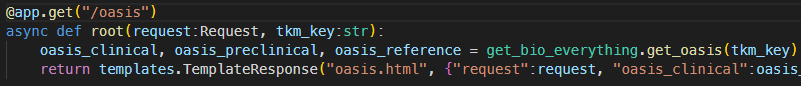 @app.get("/oasis")
async def root(request:Request, tkm_key:str):
    oasis_clinical, oasis_preclinical, oasis_reference = get_bio_everything.get_oasis(tkm_key)
    return templates.TemplateResponse("oasis.html", {"request":request, "oasis_clinical":oasis_